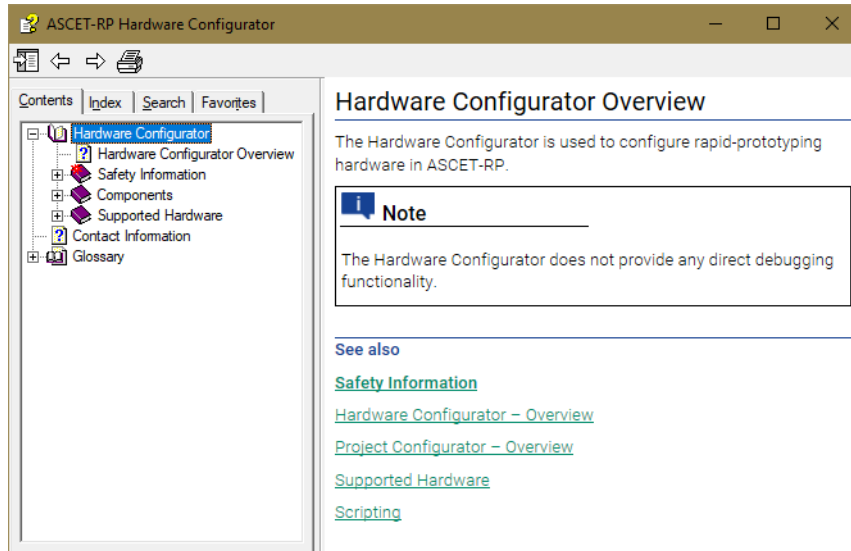 ASCET-RP Hardware Configurator
Contents Index Search Favorites
Hardware Configurator
Hardware Configurator Overview
Safety Information
Components
Supported Hardware
Contact Information
Glossary
Hardware Configurator Overview
The Hardware Configurator is used to configure rapid-prototyping
hardware in ASCET-RP.
i Note
The Hardware Configurator does not provide any direct debugging
functionality.
See also
Safety Information
Hardware Configurator – Overview
Project Configurator – Overview
Supported Hardware
Scripting